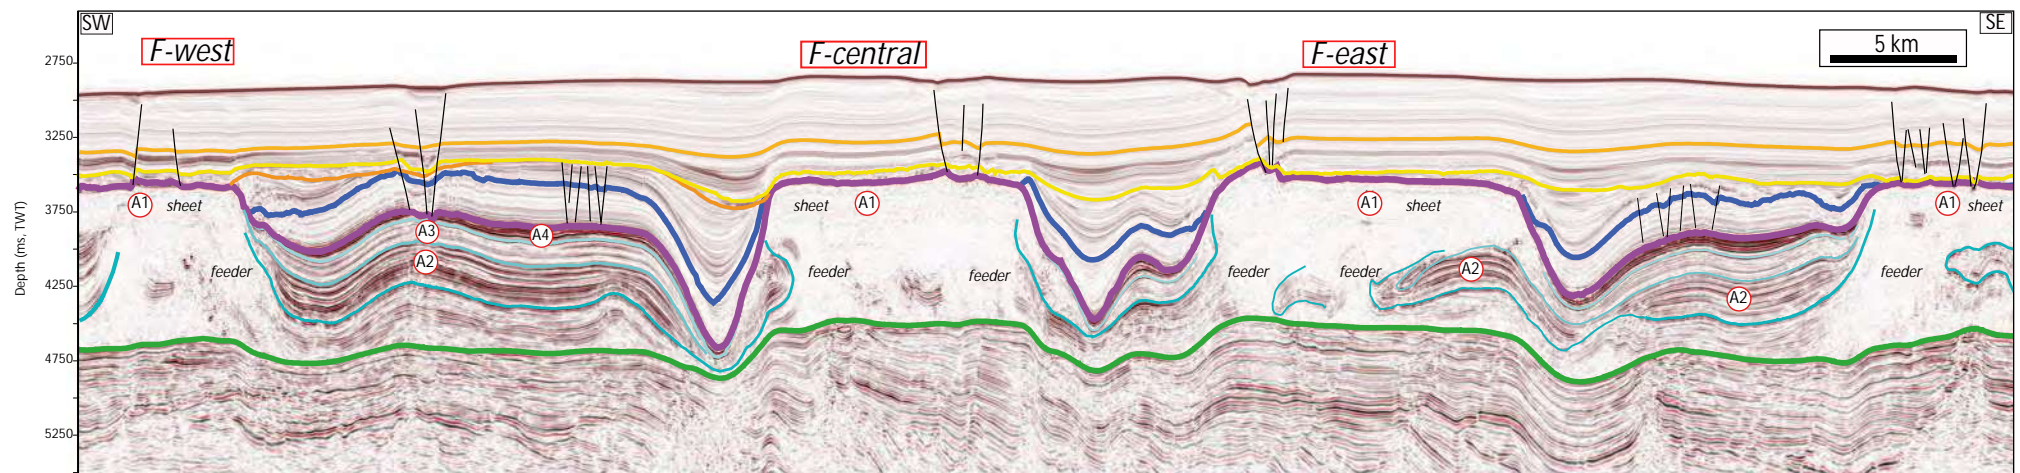 SW
SE
F-west
F-central
F-east
5 km
2750
3250
3750
4250
4750
5250
Depth (ms, TWT)
A1 sheet
A3
A4
A2
feeder
sheet A1
feeder
feeder
A1 sheet
feeder
feeder
A2
A2
feeder
A1 sheet